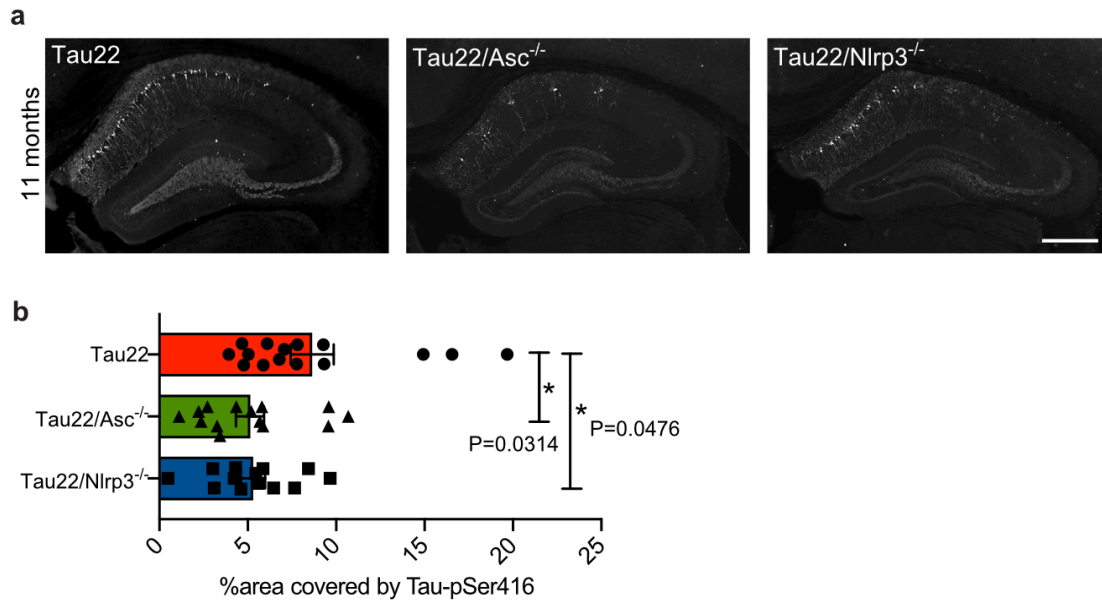 a
Tau22
Tau22/Asc-/-
Tau22/Nlrp3-/-
11 months
b
Tau22
Tau22/Asc-/-
Tau22/Nlrp3-/-
*
P=0.0314
*
P=0.0476
0 5 10 15 20 25
%area covered by Tau-pSer416